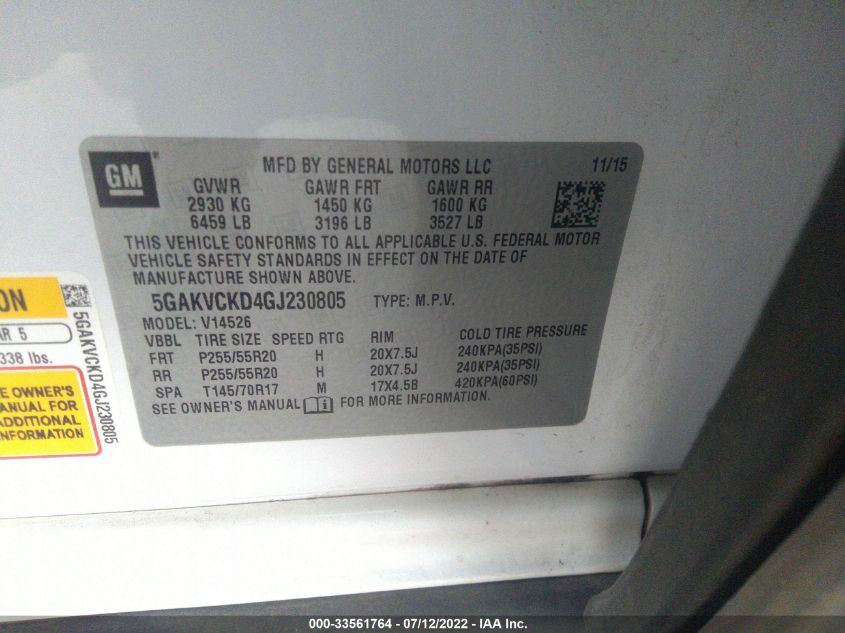 GM
MFD BY GENERAL MOTORS LLC 11/15
GVWR GAWR FRT GAWR RR
2930 KG 1450 KG 1600 KG
6459 LB 3196 LB 3527 LB
THIS VEHICLE CONFORMS TO ALL APPLICABLE U.S. FEDERAL MOTOR
VEHICLE SAFETY STANDARDS IN EFFECT ON THE DATE OF
MANUFACTURE SHOWN ABOVE.
5GAKVCKD4GJ230805 TYPE: M.P.V.
MODEL: V14526
VBBL TIRE SIZE SPEED RTG RIM COLD TIRE PRESSURE
FRT P255/55R20 H 20X7.5J 240KPA(35PSI)
RR P255/55R20 H 20X7.5J 240KPA(35PSI)
SPA T145/70R17 M 17X4.5B 420KPA(60PSI)
SEE OWNER'S MANUAL i FOR MORE INFORMATION.
ON
AR 5
338 lbs.
E OWNER'S
ANUAL FOR
ADDITIONAL
NFORMATION
5GAKVCKD4GJ230805
000-33561764 - 07/12/2022 - IAA Inc.